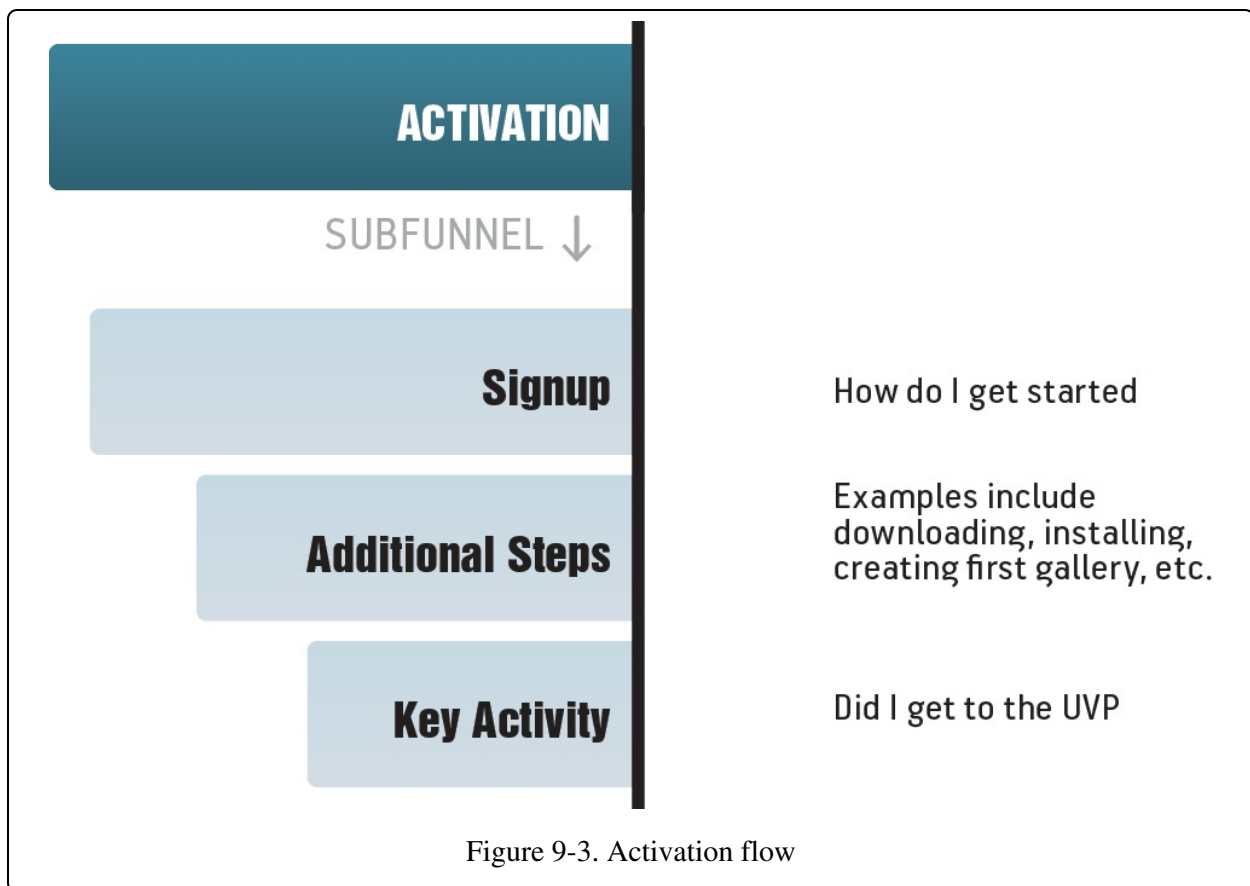 ACTIVATION
SUBFUNNEL ↓
Signup
How do I get started
Additional Steps
Examples include
downloading, installing,
creating first gallery, etc.
Key Activity
Did I get to the UVP
Figure 9-3. Activation flow